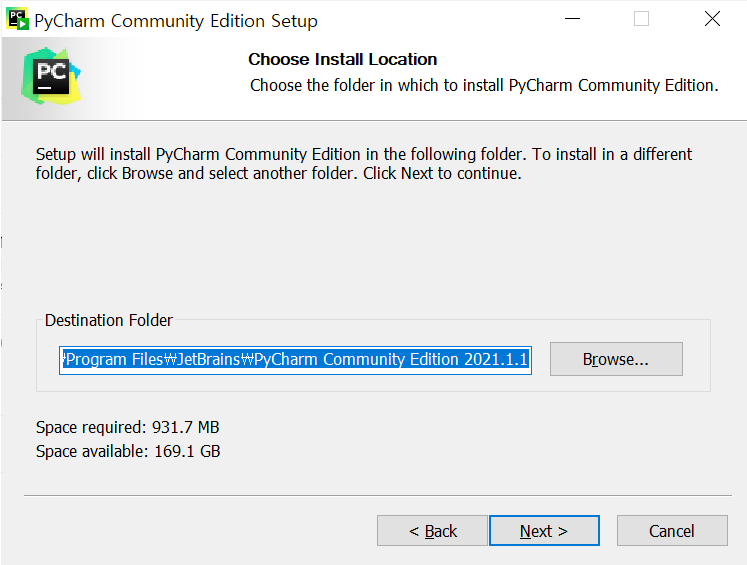 PyCharm Community Edition Setup
PC
Choose Install Location
Choose the folder in which to install PyCharm Community Edition.
Setup will install PyCharm Community Edition in the following folder. To install in a different
folder, click Browse and select another folder. Click Next to continue.
Destination Folder
₩Program Files₩JetBrains₩PyCharm Community Edition 2021.1.1
Browse...
Space required: 931.7 MB
Space available: 169.1 GB
< Back
Next >
Cancel